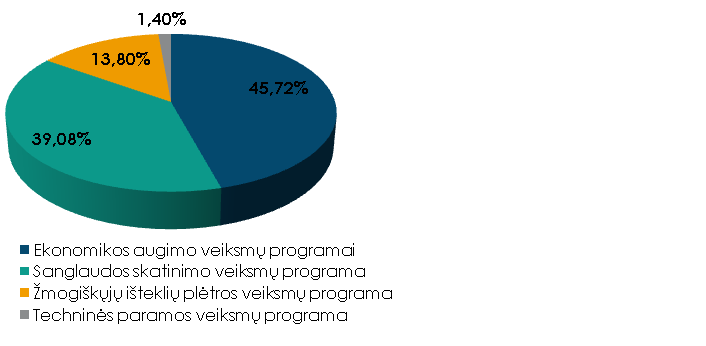 1,40%
13,80%
45,72%
39,08%
Ekonomikos augimo veiksmų programai
Sanglaudos skatinimo veiksmų programa
Žmogiškųjų išteklių plėtros veiksmų programa
Techninės paramos veiksmų programa